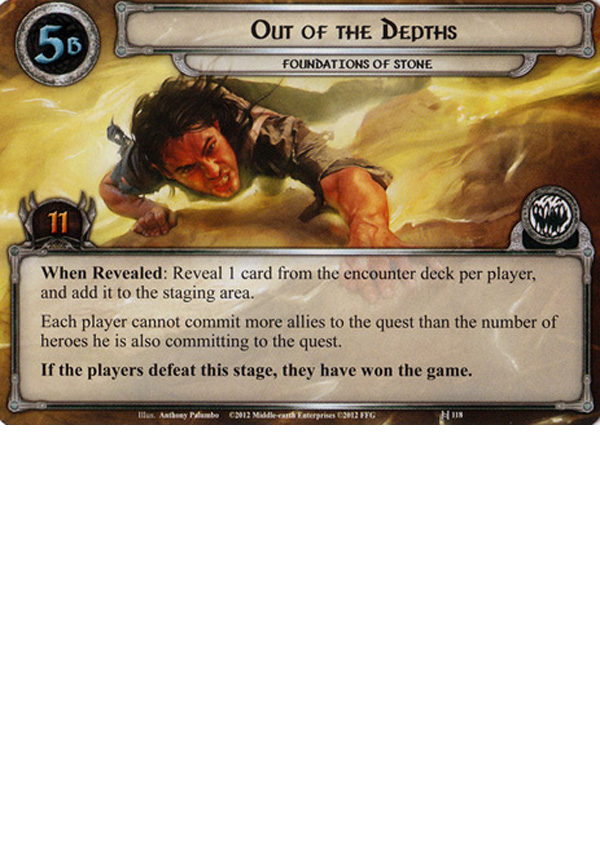 5B
OUT OF THE DEPTHS
FOUNDATIONS OF STONE
11
When Revealed: Reveal 1 card from the encounter deck per player,
and add it to the staging area.
Each player cannot commit more allies to the quest than the number of
heroes he is also committing to the quest.
If the players defeat this stage, they have won the game.
Illus. Anthony Palumbo ©2012 Middle-earth Enterprises ©2012 FFG 118